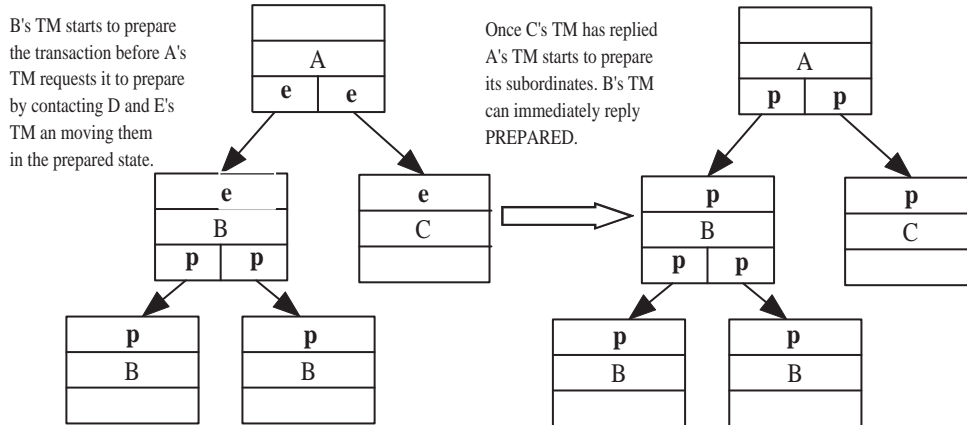 B's TM starts to prepare
the transaction before A's
TM requests it to prepare
by contacting D and E's
TM an moving them
in the prepared state.
A
e e
e
B
p p
e
C
p
B
p
B
Once C's TM has replied
A's TM starts to prepare
its subordinates. B's TM
can immediately reply
PREPARED.
A
p p
p
B
p p
p
C
p
B
p
B